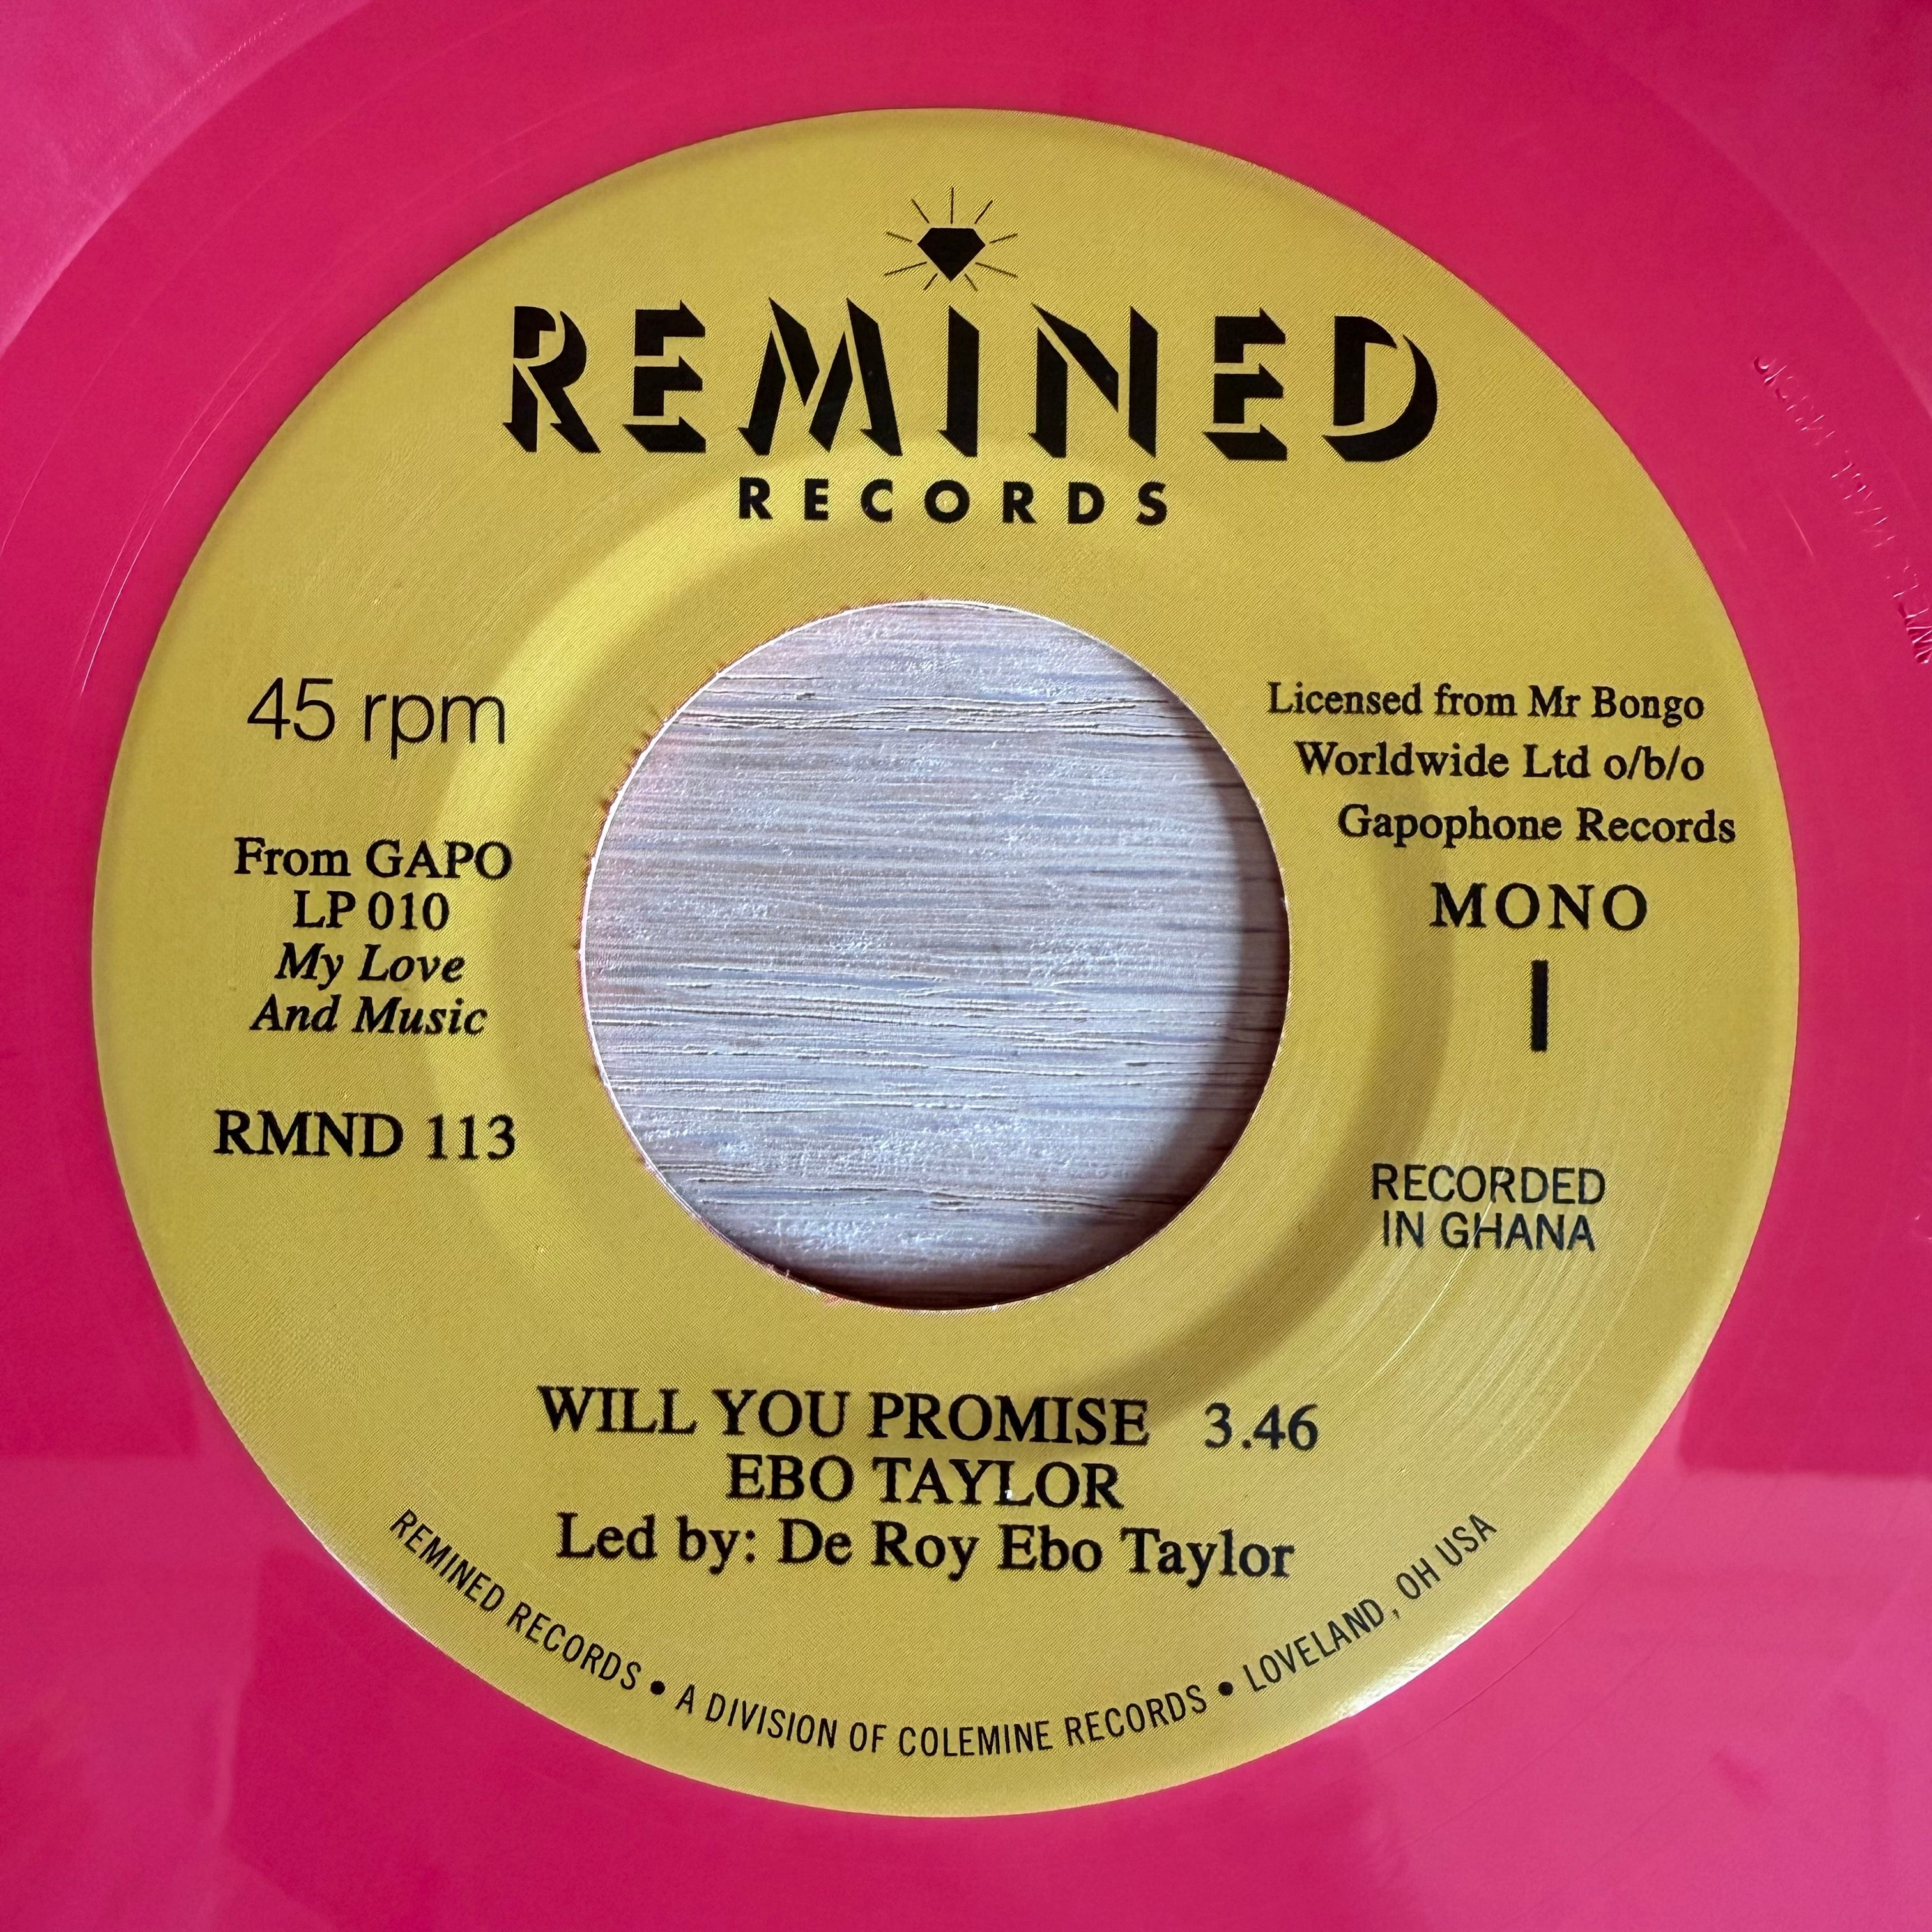 REMINED
RECORDS
45 rpm
From GAPO
LP 010
My Love
And Music
RMND 113
Licensed from Mr Bongo
Worldwide Ltd o/b/o
Gapophone Records
MONO
I
RECORDED
IN GHANA
WILL YOU PROMISE 3.46
EBO TAYLOR
Led by: De Roy Ebo Taylor
REMINED RECORDS • A DIVISION OF COLEMINE RECORDS • LOVELAND, OH USA